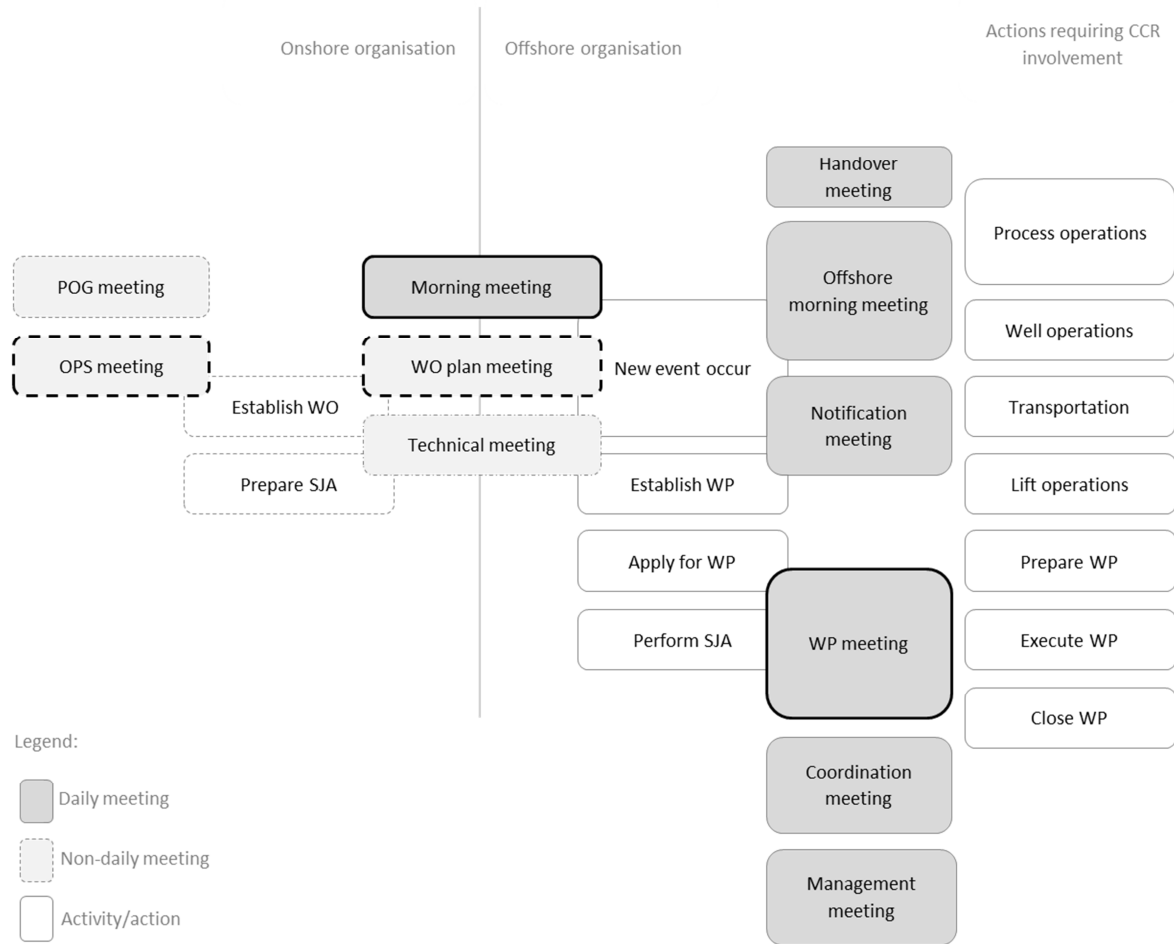 Onshore organisation
Offshore organisation
Actions requiring CCR
involvement
Handover
meeting
Process operations
POG meeting
Morning meeting
Offshore
morning meeting
Well operations
OPS meeting
WO plan meeting
New event occur
Establish WO
Notification
meeting
Transportation
Technical meeting
Prepare SJA
Establish WP
Lift operations
Apply for WP
Prepare WP
Perform SJA
WP meeting
Execute WP
Close WP
Legend:
Coordination
meeting
Daily meeting
Non-daily meeting
Management
meeting
Activity/action